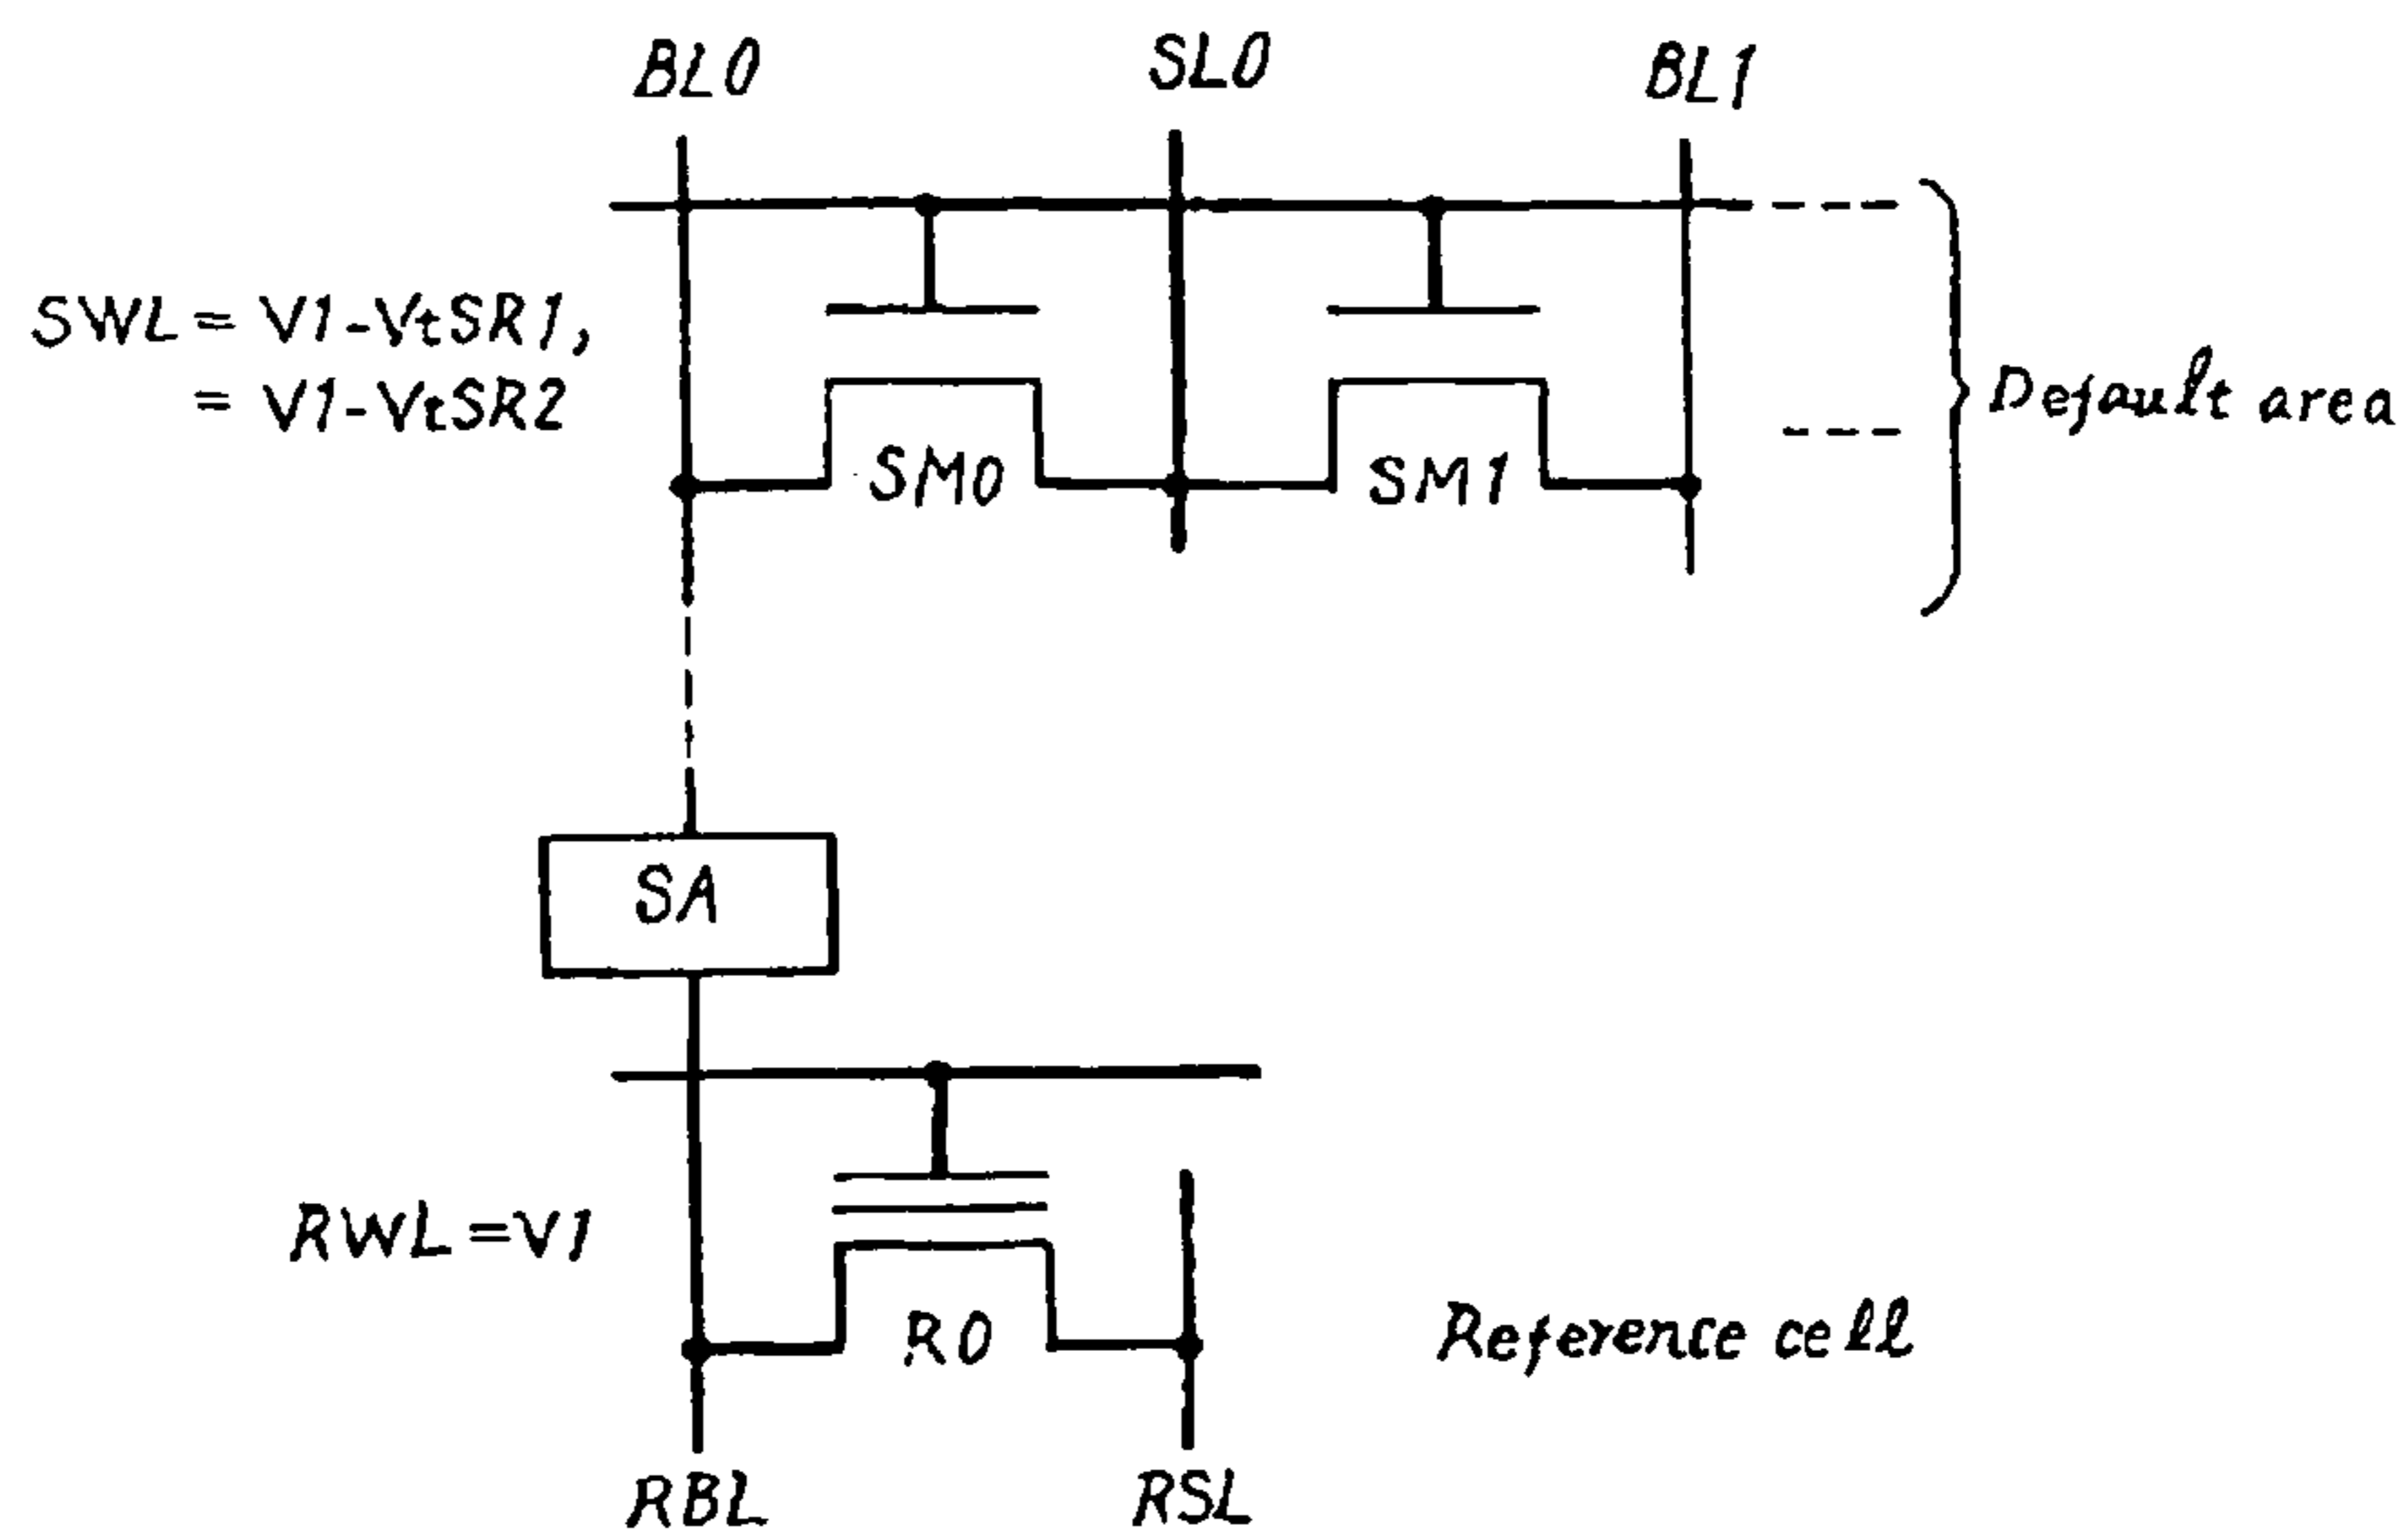 BL0 SL0 BL1
SWL = V1-VtSR1,
= V1-VtSR2
Default area
SM0 SM1
SA
RWL=V1
R0
Reference cell
RBL RSL